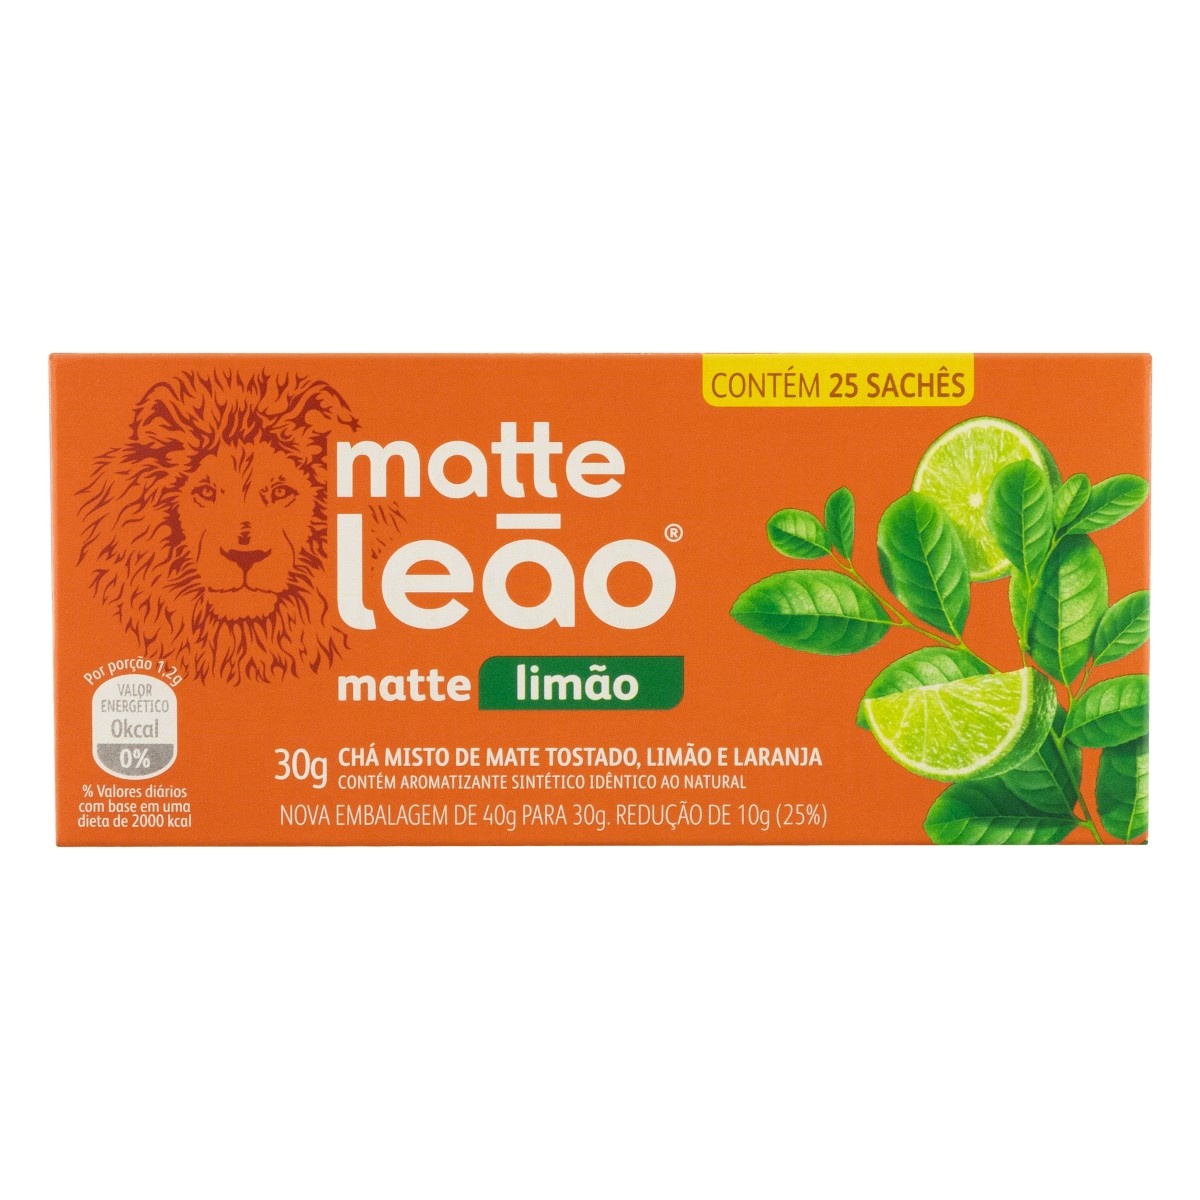 CONTÉM 25 SACHÊS
matte
leão®
matte limão
Por porção 1,2g
VALOR
ENERGÉTICO
0kcal
0%
% Valores diários
com base em uma
dieta de 2000 kcal
30g CHÁ MISTO DE MATE TOSTADO, LIMÃO E LARANJA
CONTÉM AROMATIZANTE SINTÉTICO IDÊNTICO AO NATURAL
NOVA EMBALAGEM DE 40g PARA 30g. REDUÇÃO DE 10g (25%)